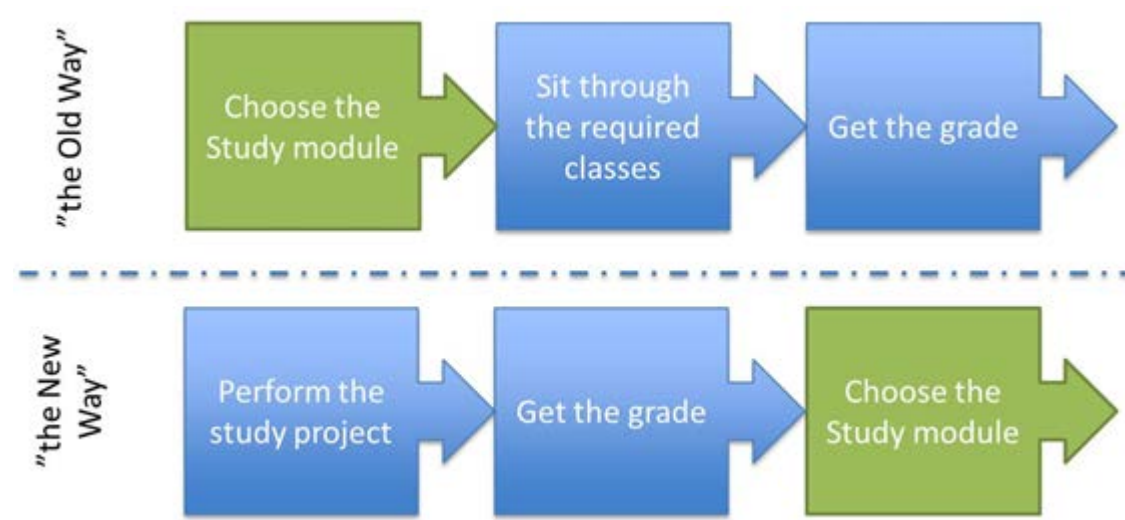 ”the Old Way”
Choose the
Study module
Sit through
the required
classes
Get the grade
”the New
Way”
Perform the
study project
Get the grade
Choose the
Study module